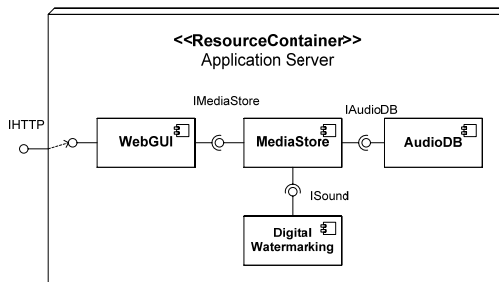 <<ResourceContainer>>
Application Server
IMediaStore
IAudioDB
IHTTP
WebGUI
MediaStore
AudioDB
ISound
Digital
Watermarking